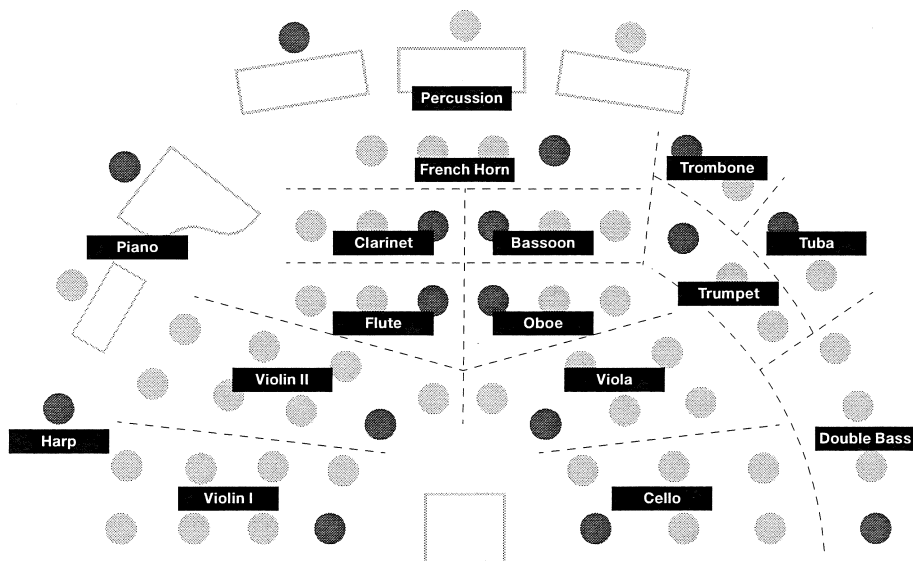 Percussion
French Horn
Trombone
Clarinet
Bassoon
Piano
Tuba
Trumpet
Flute
Oboe
Violin II
Viola
Harp
Double Bass
Violin I
Cello